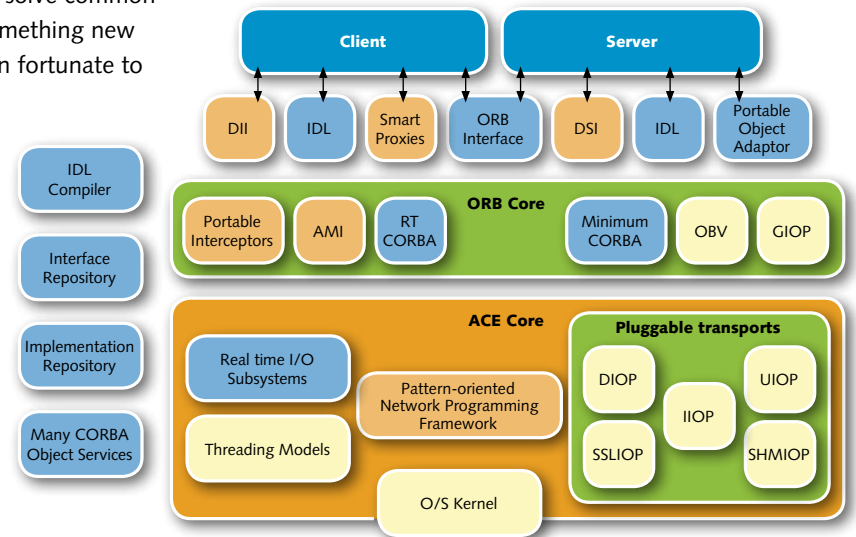 solve common
mething new
n fortunate to
Client
Server
DII
IDL
Smart
Proxies
ORB
Interface
DSI
IDL
Portable
Object
Adaptor
IDL
Compiler
Interface
Repository
Implementation
Repository
Many CORBA
Object Services
ORB Core
Portable
Interceptors
AMI
RT
CORBA
Minimum
CORBA
OBV
GIOP
ACE Core
Real time I/O
Subsystems
Threading Models
Pattern-oriented
Network Programming
Framework
O/S Kernel
Pluggable transports
DIOP
UIOP
IIOP
SSLIOP
SHMIOP